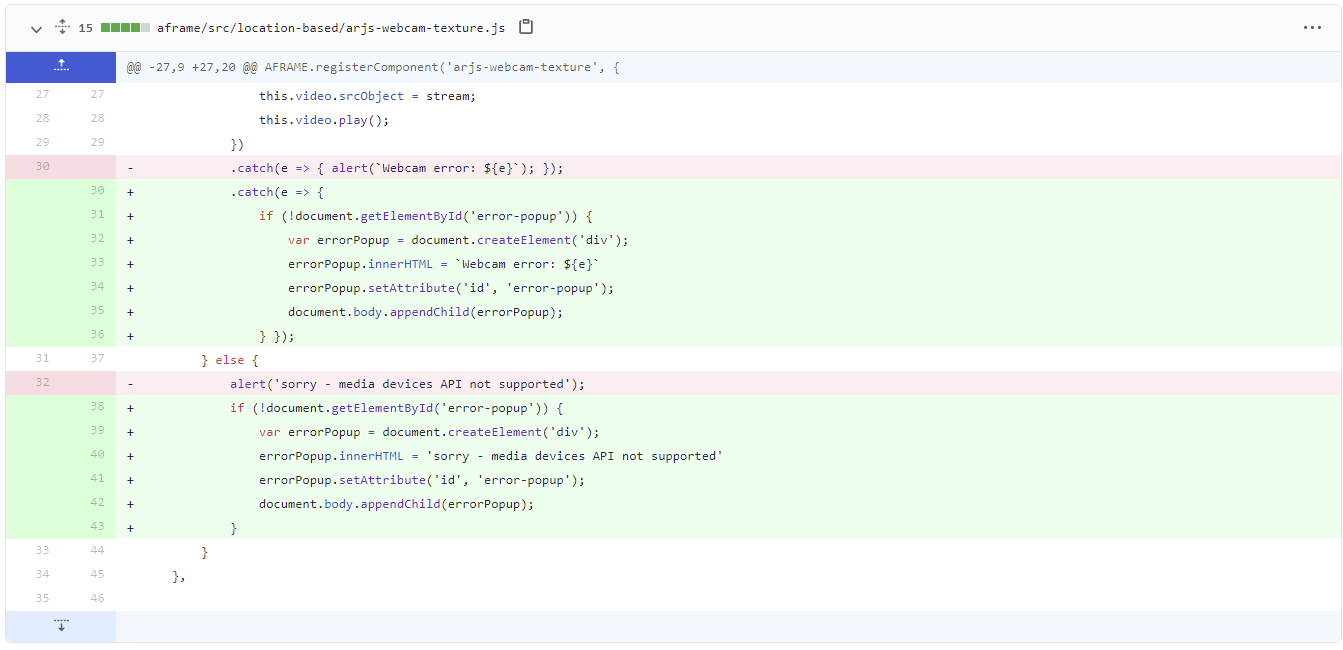 15 aframe/src/location-based/arjs-webcam-texture.js
@@ -27,9 +27,20 @@ AFRAME.registerComponent('arjs-webcam-texture', {
27 27 this.video.srcObject = stream;
28 28 this.video.play();
29 29 })
30 - .catch(e => { alert(`Webcam error: ${e}`); });
30 + .catch(e => {
31 + if (!document.getElementById('error-popup')) {
32 + var errorPopup = document.createElement('div');
33 + errorPopup.innerHTML = `Webcam error: ${e}`
34 + errorPopup.setAttribute('id', 'error-popup');
35 + document.body.appendChild(errorPopup);
36 + } });
31 37 } else {
32 - alert('sorry - media devices API not supported');
38 + if (!document.getElementById('error-popup')) {
39 + var errorPopup = document.createElement('div');
40 + errorPopup.innerHTML = 'sorry - media devices API not supported'
41 + errorPopup.setAttribute('id', 'error-popup');
42 + document.body.appendChild(errorPopup);
43 + }
33 44 }
34 45 },
35 46